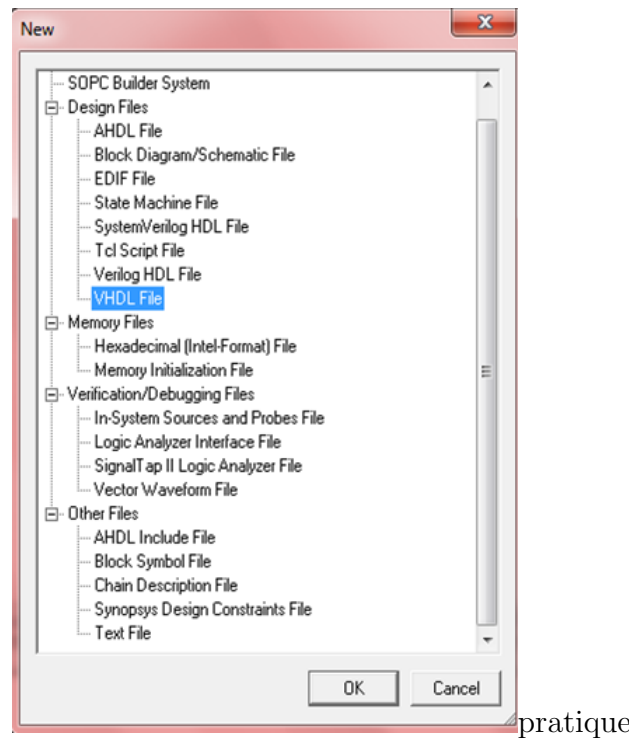 New
SOPC Builder System
Design Files
AHDL File
Block Diagram/Schematic File
EDIF File
State Machine File
SystemVerilog HDL File
Tcl Script File
Verilog HDL File
VHDL File
Memory Files
Hexadecimal (Intel-Format) File
Memory Initialization File
Verification/Debugging Files
In-System Sources and Probes File
Logic Analyzer Interface File
SignalTap II Logic Analyzer File
Vector Waveform File
Other Files
AHDL Include File
Block Symbol File
Chain Description File
Synopsys Design Constraints File
Text File
OK Cancel
pratique